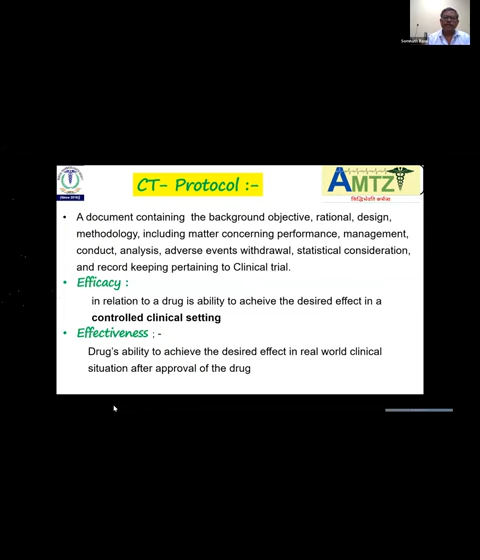 CT- Protocol :-
AMTZ
[Since 2016]
• A document containing the background objective, rational, design,
methodology, including matter concerning performance, management,
conduct, analysis, adverse events withdrawal, statistical consideration,
and record keeping pertaining to Clinical trial.
• Efficacy :
in relation to a drug is ability to acheive the desired effect in a
controlled clinical setting
• Effectiveness : -
Drug's ability to achieve the desired effect in real world clinical
situation after approval of the drug